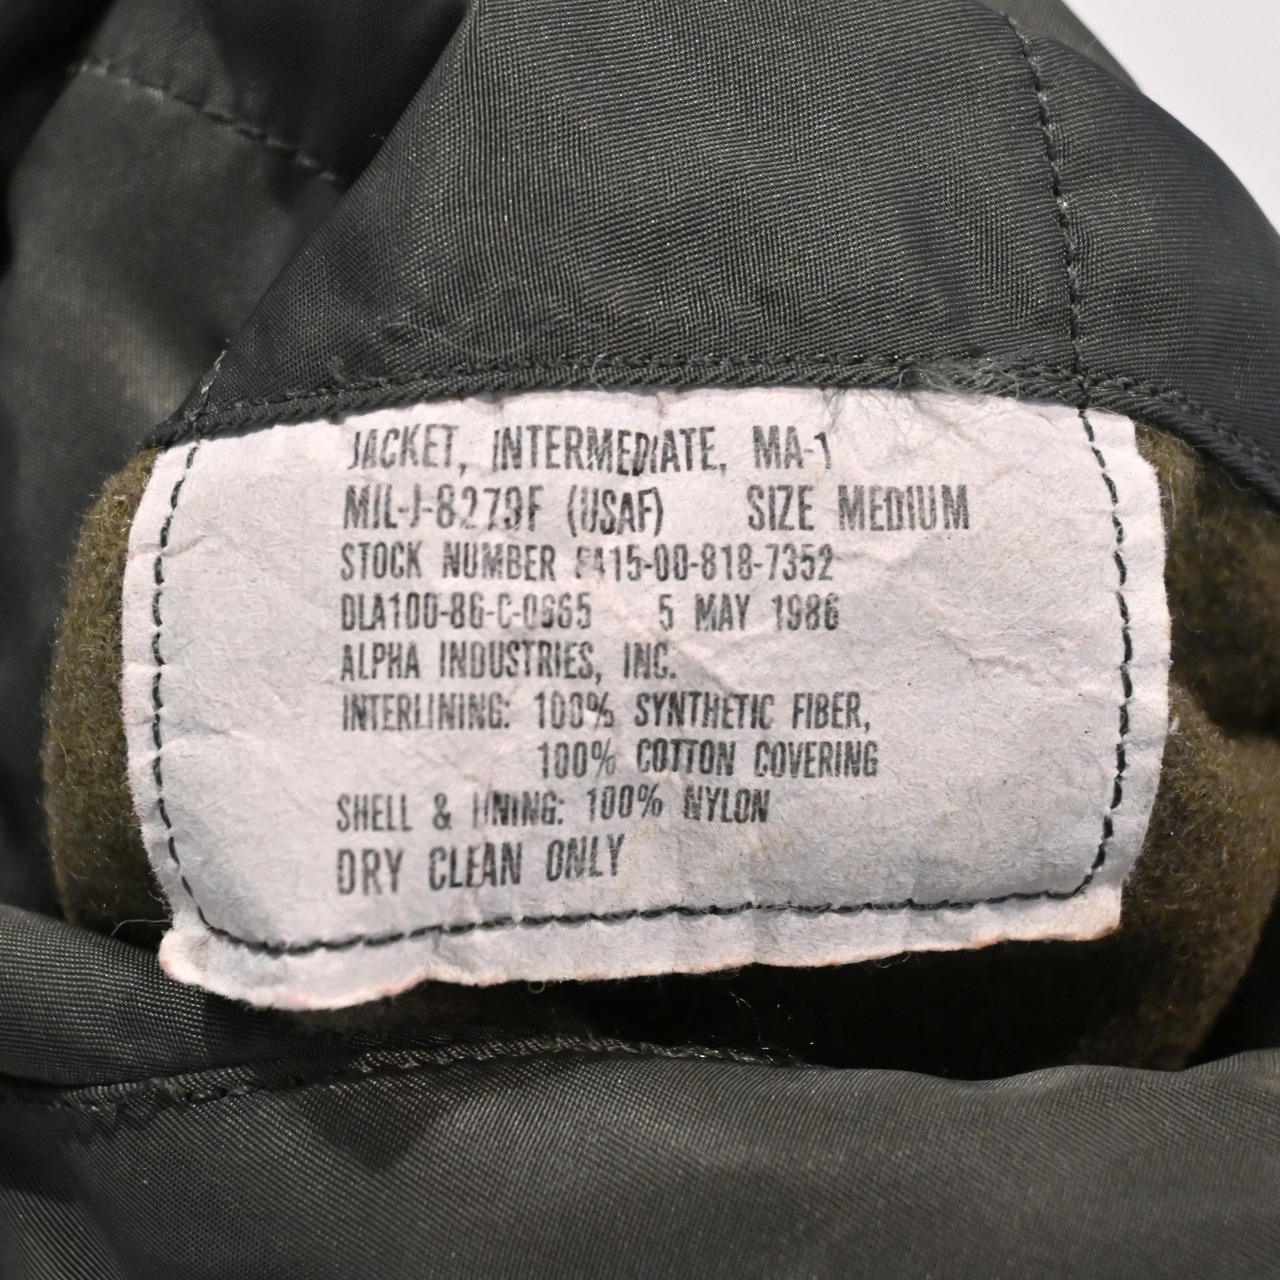 JACKET, INTERMEDIATE, MA-1
MIL-J-8279F (USAF) SIZE MEDIUM
STOCK NUMBER 8415-00-818-7352
DLA100-86-C-0665 5 MAY 1986
ALPHA INDUSTRIES, INC.
INTERLINING: 100% SYNTHETIC FIBER,
100% COTTON COVERING
SHELL & LINING: 100% NYLON
DRY CLEAN ONLY